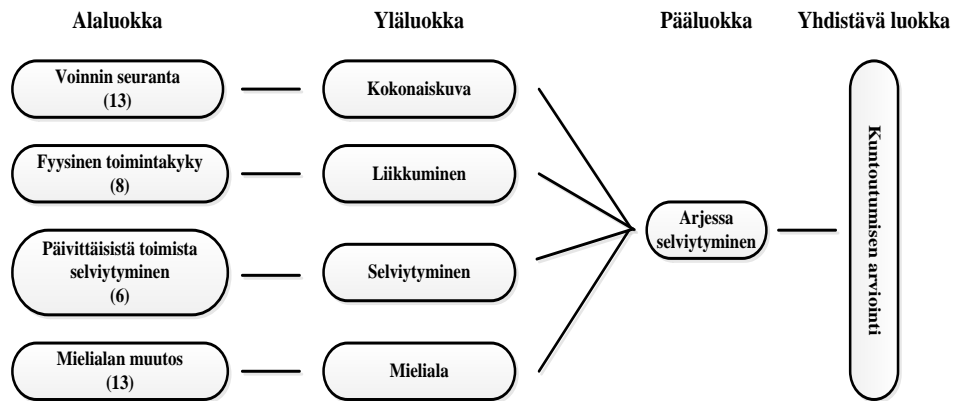 Alaluokka
Yläluokka
Pääluokka
Yhdistävä luokka
Voinnin seuranta
(13)
Kokonaiskuva
Fyysinen toimintakyky
(8)
Liikkuminen
Arjessa
selviytyminen
Päivittäisistä toimista
selviytyminen
(6)
Selviytyminen
Mielialan muutos
(13)
Mieliala
Kuntoutumisen arviointi